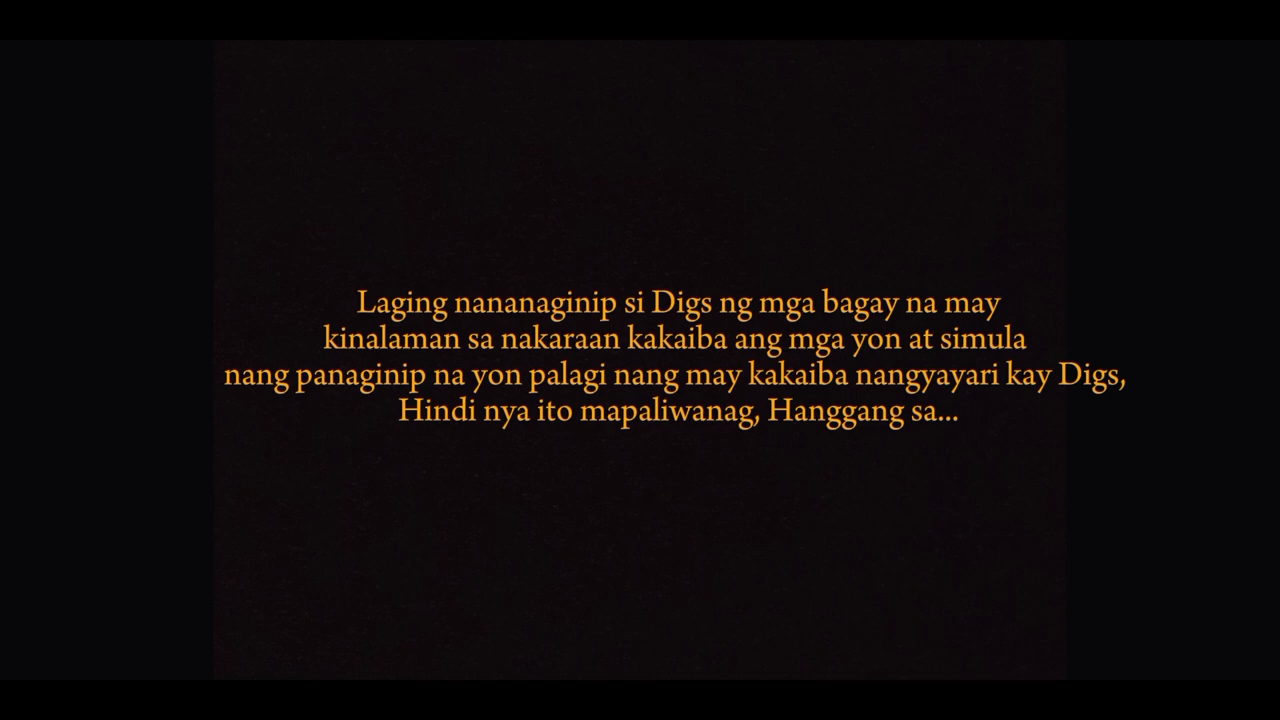 Laging nananaginip si Digs ng mga bagay na may
kinalaman sa nakaraan kakaiba ang mga yon at simula
nang panaginip na yon palagi nang may kakaiba nangyayari kay Digs,
Hindi nya ito mapaliwanag, Hanggang sa...